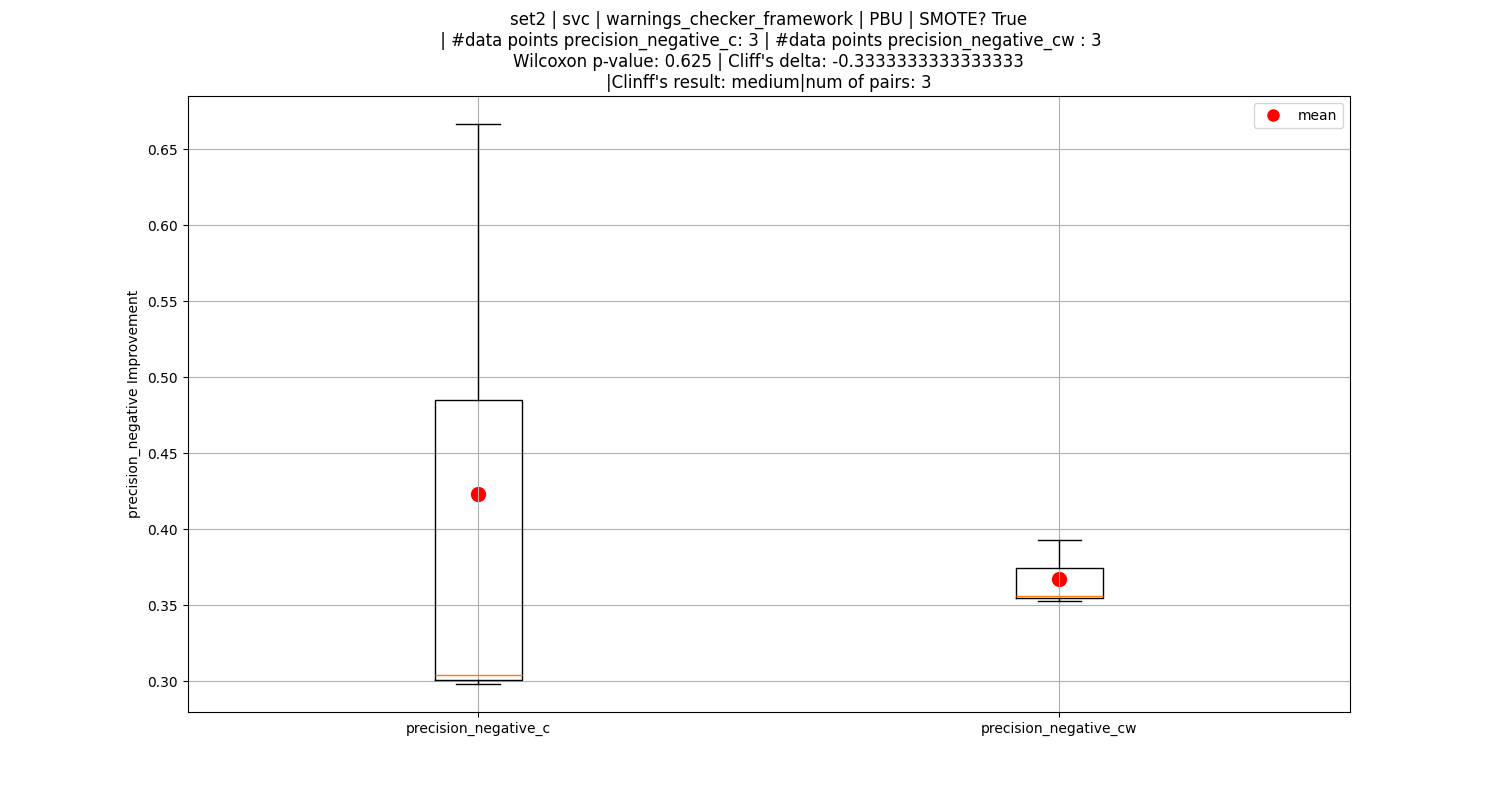 set2 | svc | warnings_checker_framework | PBU | SMOTE? True
| #data points precision_negative_c: 3 | #data points precision_negative_cw : 3
Wilcoxon p-value: 0.625 | Cliff's delta: -0.3333333333333333
|Clinff's result: medium|num of pairs: 3
mean
0.65
0.60
0.55
0.50
0.45
0.40
0.35
0.30
precision_negative Improvement
precision_negative_c
precision_negative_cw